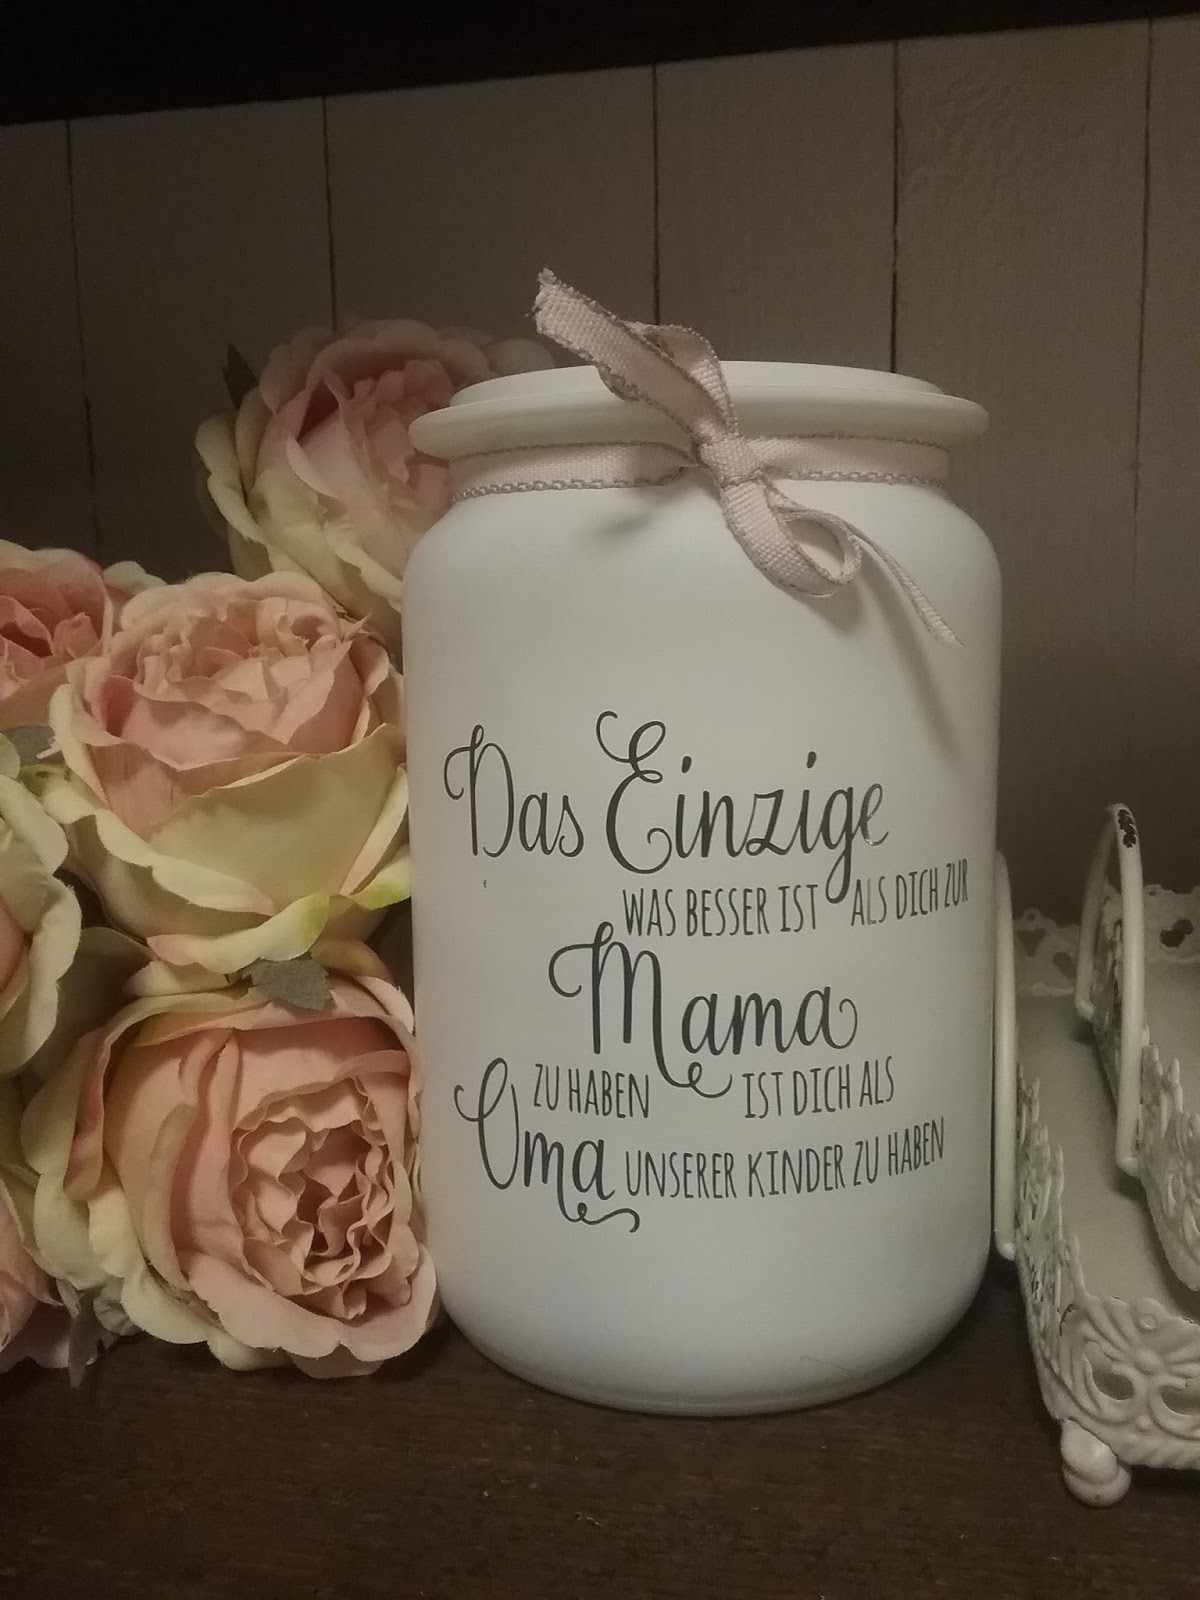 Das Einzige
WAS BESSER IST ALS DICH ZUR
Mama
ZU HABEN IST DICH ALS
Oma UNSERER KINDER ZU HABEN